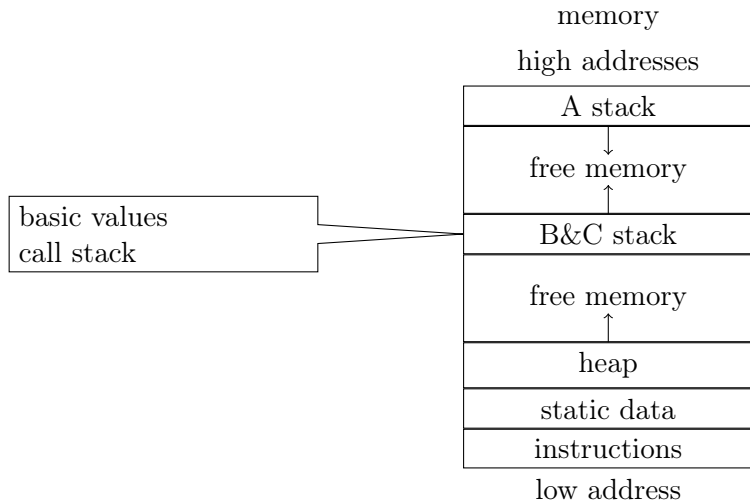 memory
high addresses
A stack
free memory
basic values
call stack
B&C stack
free memory
heap
static data
instructions
low address